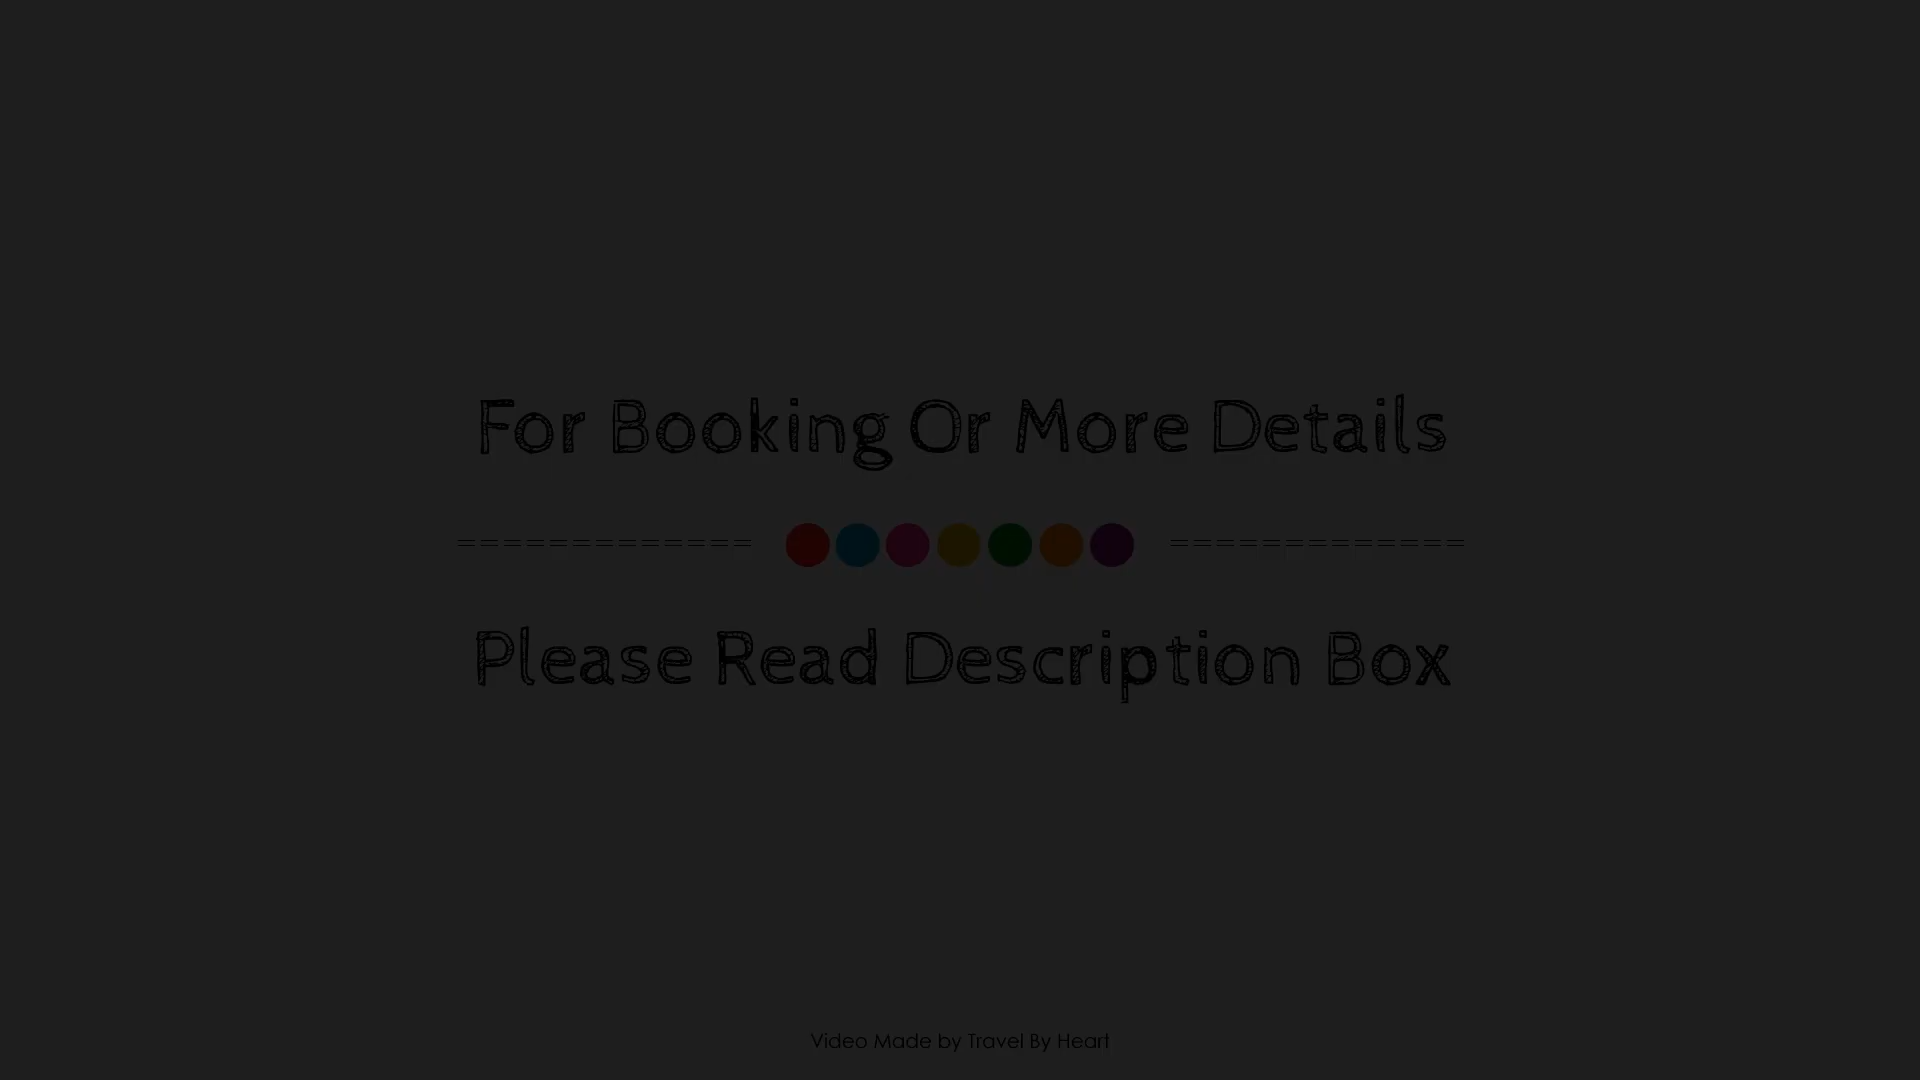 For Booking Or More Details
============= =============
Please Read Description Box
Video Made by Travel By Heart